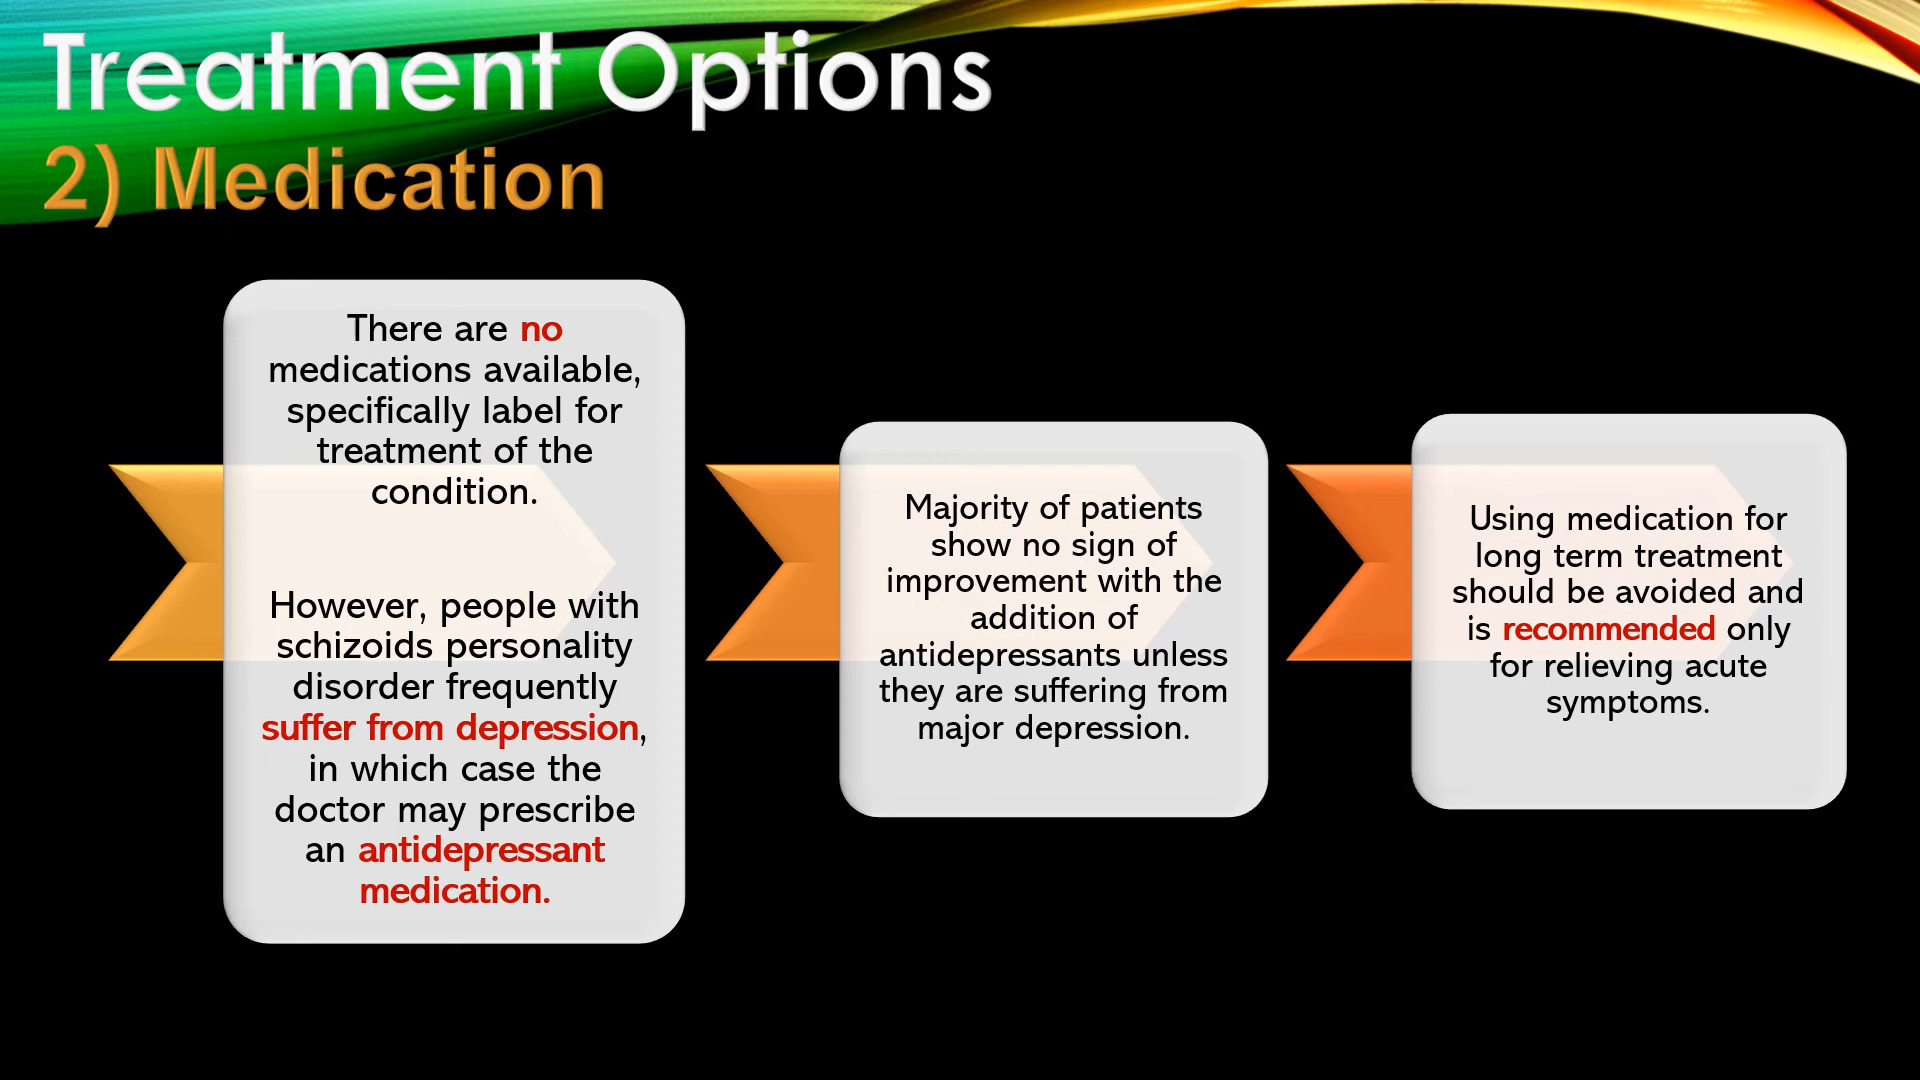 Treatment Options
2) Medication
There are no
medications available,
specifically label for
treatment of the
condition.
However, people with
schizoids personality
disorder frequently
suffer from depression,
in which case the
doctor may prescribe
an antidepressant
medication.
Majority of patients
show no sign of
improvement with the
addition of
antidepressants unless
they are suffering from
major depression.
Using medication for
long term treatment
should be avoided and
is recommended only
for relieving acute
symptoms.